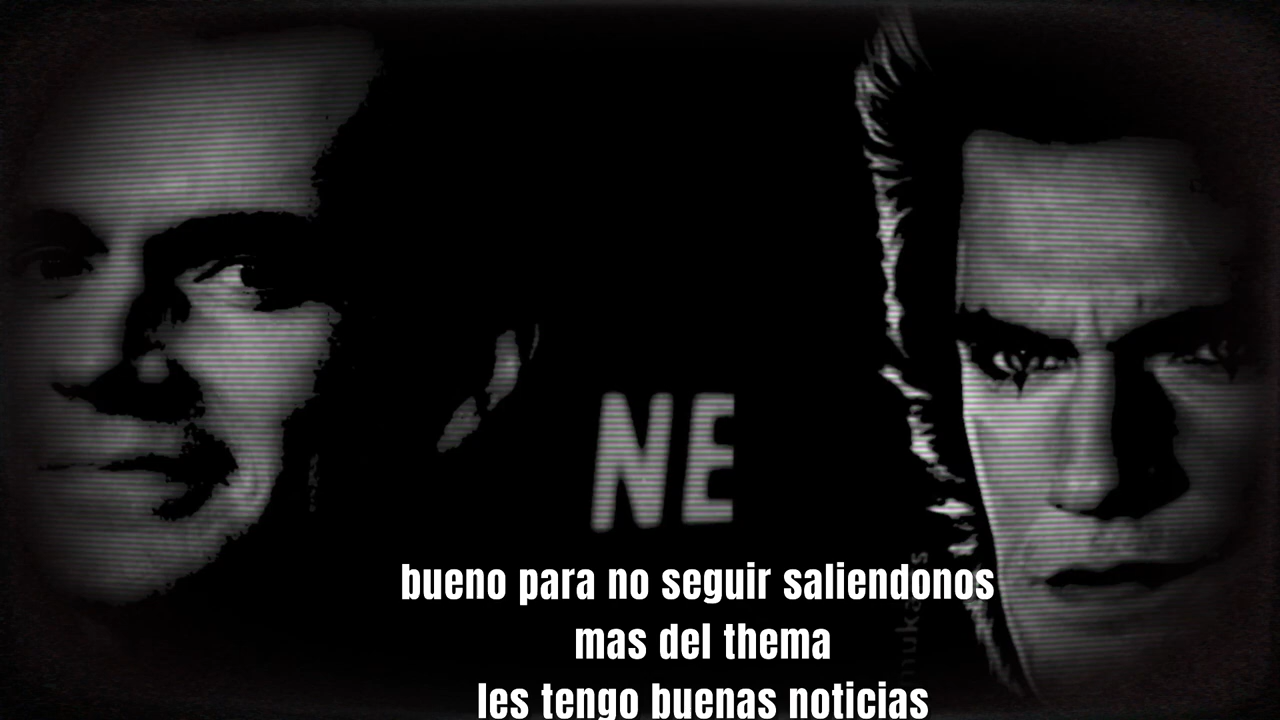 NE
bueno para no seguir saliendonos
mas del thema
les tengo buenas noticias